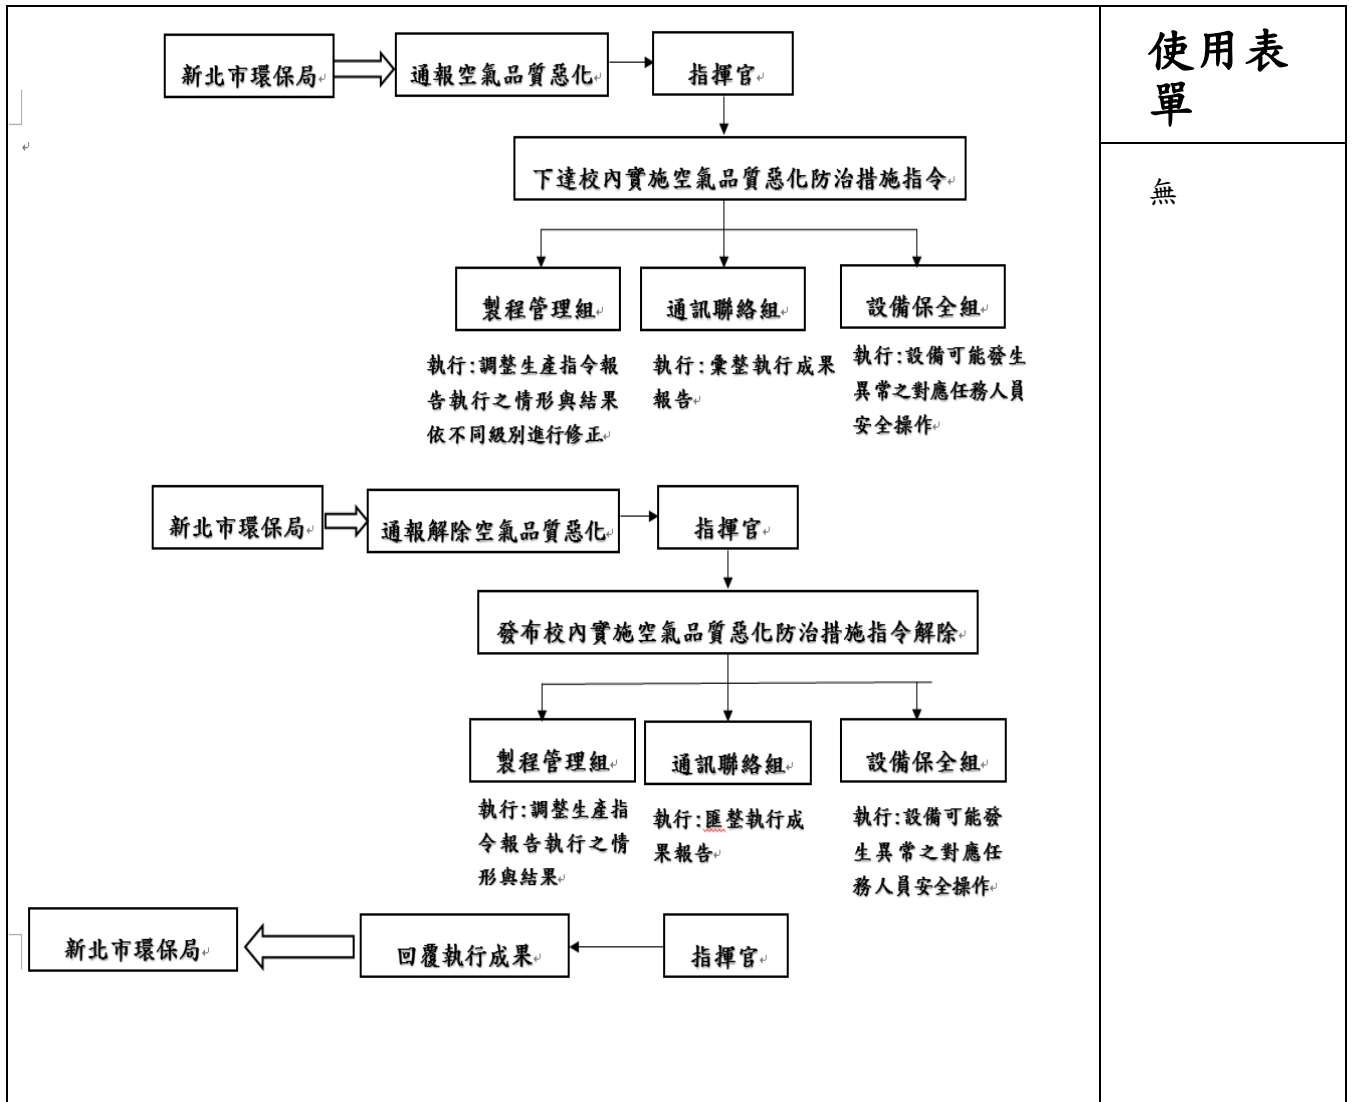 新北市環保局
通報空氣品質惡化
指揮官
使用表
單
下達校內實施空氣品質惡化防治措施指令
無
製程管理組
執行:調整生產指令報
告執行之情形與結果
依不同級別進行修正
通訊聯絡組
執行:彙整執行成果
報告
設備保全組
執行:設備可能發生
異常之對應任務人員
安全操作
新北市環保局
通報解除空氣品質惡化
指揮官
發布校內實施空氣品質惡化防治措施指令解除
製程管理組
執行:調整生產指
令報告執行之情
形與結果
通訊聯絡組
執行:匯整執行成
果報告
設備保全組
執行:設備可能發
生異常之對應任
務人員安全操作
新北市環保局
回覆執行成果
指揮官